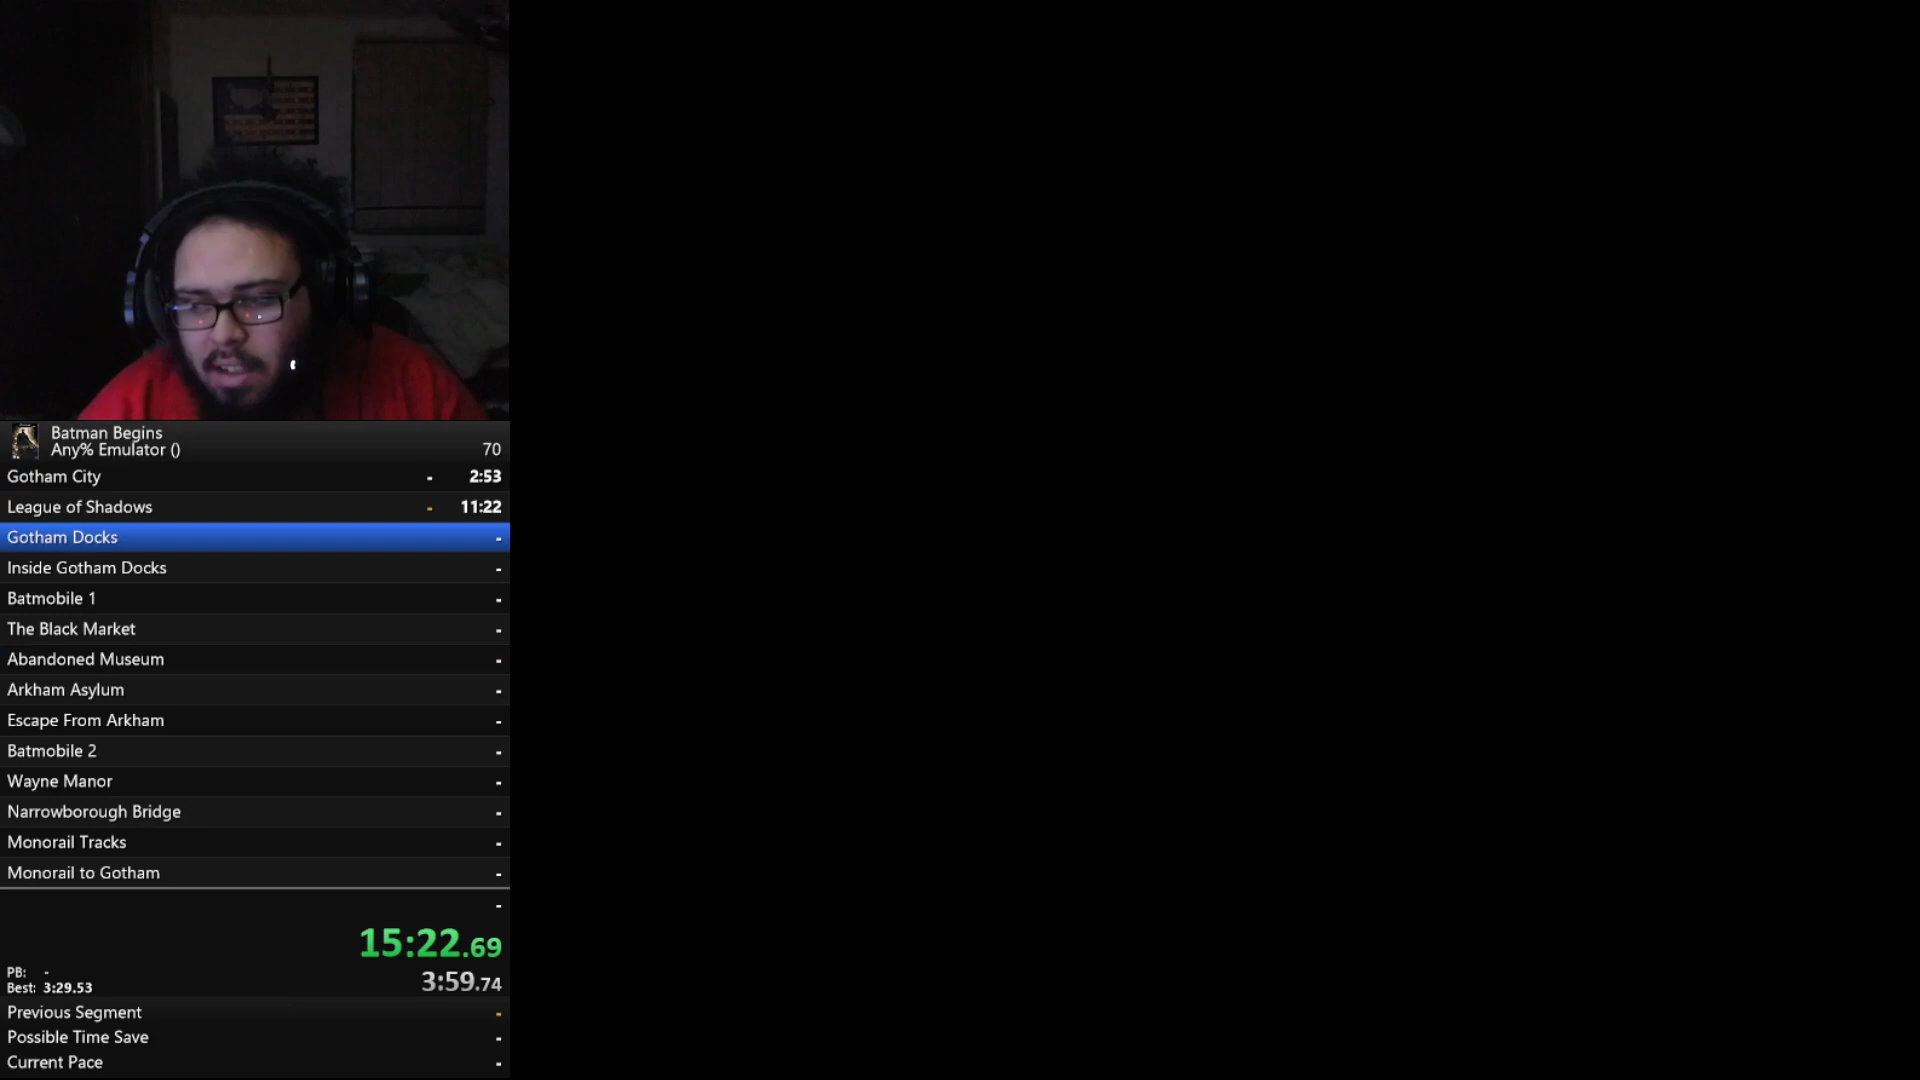 Batman Begins
Any% Emulator () 70
Gotham City - 2:53
League of Shadows - 11:22
Gotham Docks -
Inside Gotham Docks -
Batmobile 1 -
The Black Market -
Abandoned Museum -
Arkham Asylum -
Escape From Arkham -
Batmobile 2 -
Wayne Manor -
Narrowborough Bridge -
Monorail Tracks -
Monorail to Gotham -
-
15:22.69
PB: -
Best: 3:29.53 3:59.74
Previous Segment -
Possible Time Save -
Current Pace -